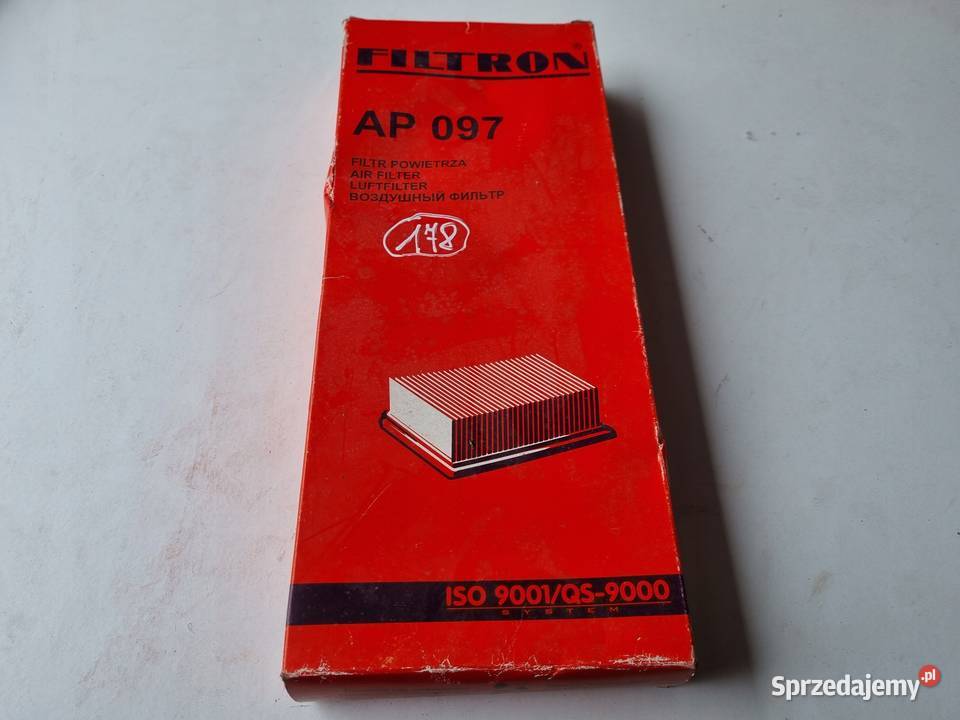 FILTRON®
AP 097
FILTR POWIETRZA
AIR FILTER
LUFTFILTER
ВОЗДУШНЫЙ ФИЛЬТР
178
ISO 9001/QS-9000
SYSTEM
Sprzedajemy.pl